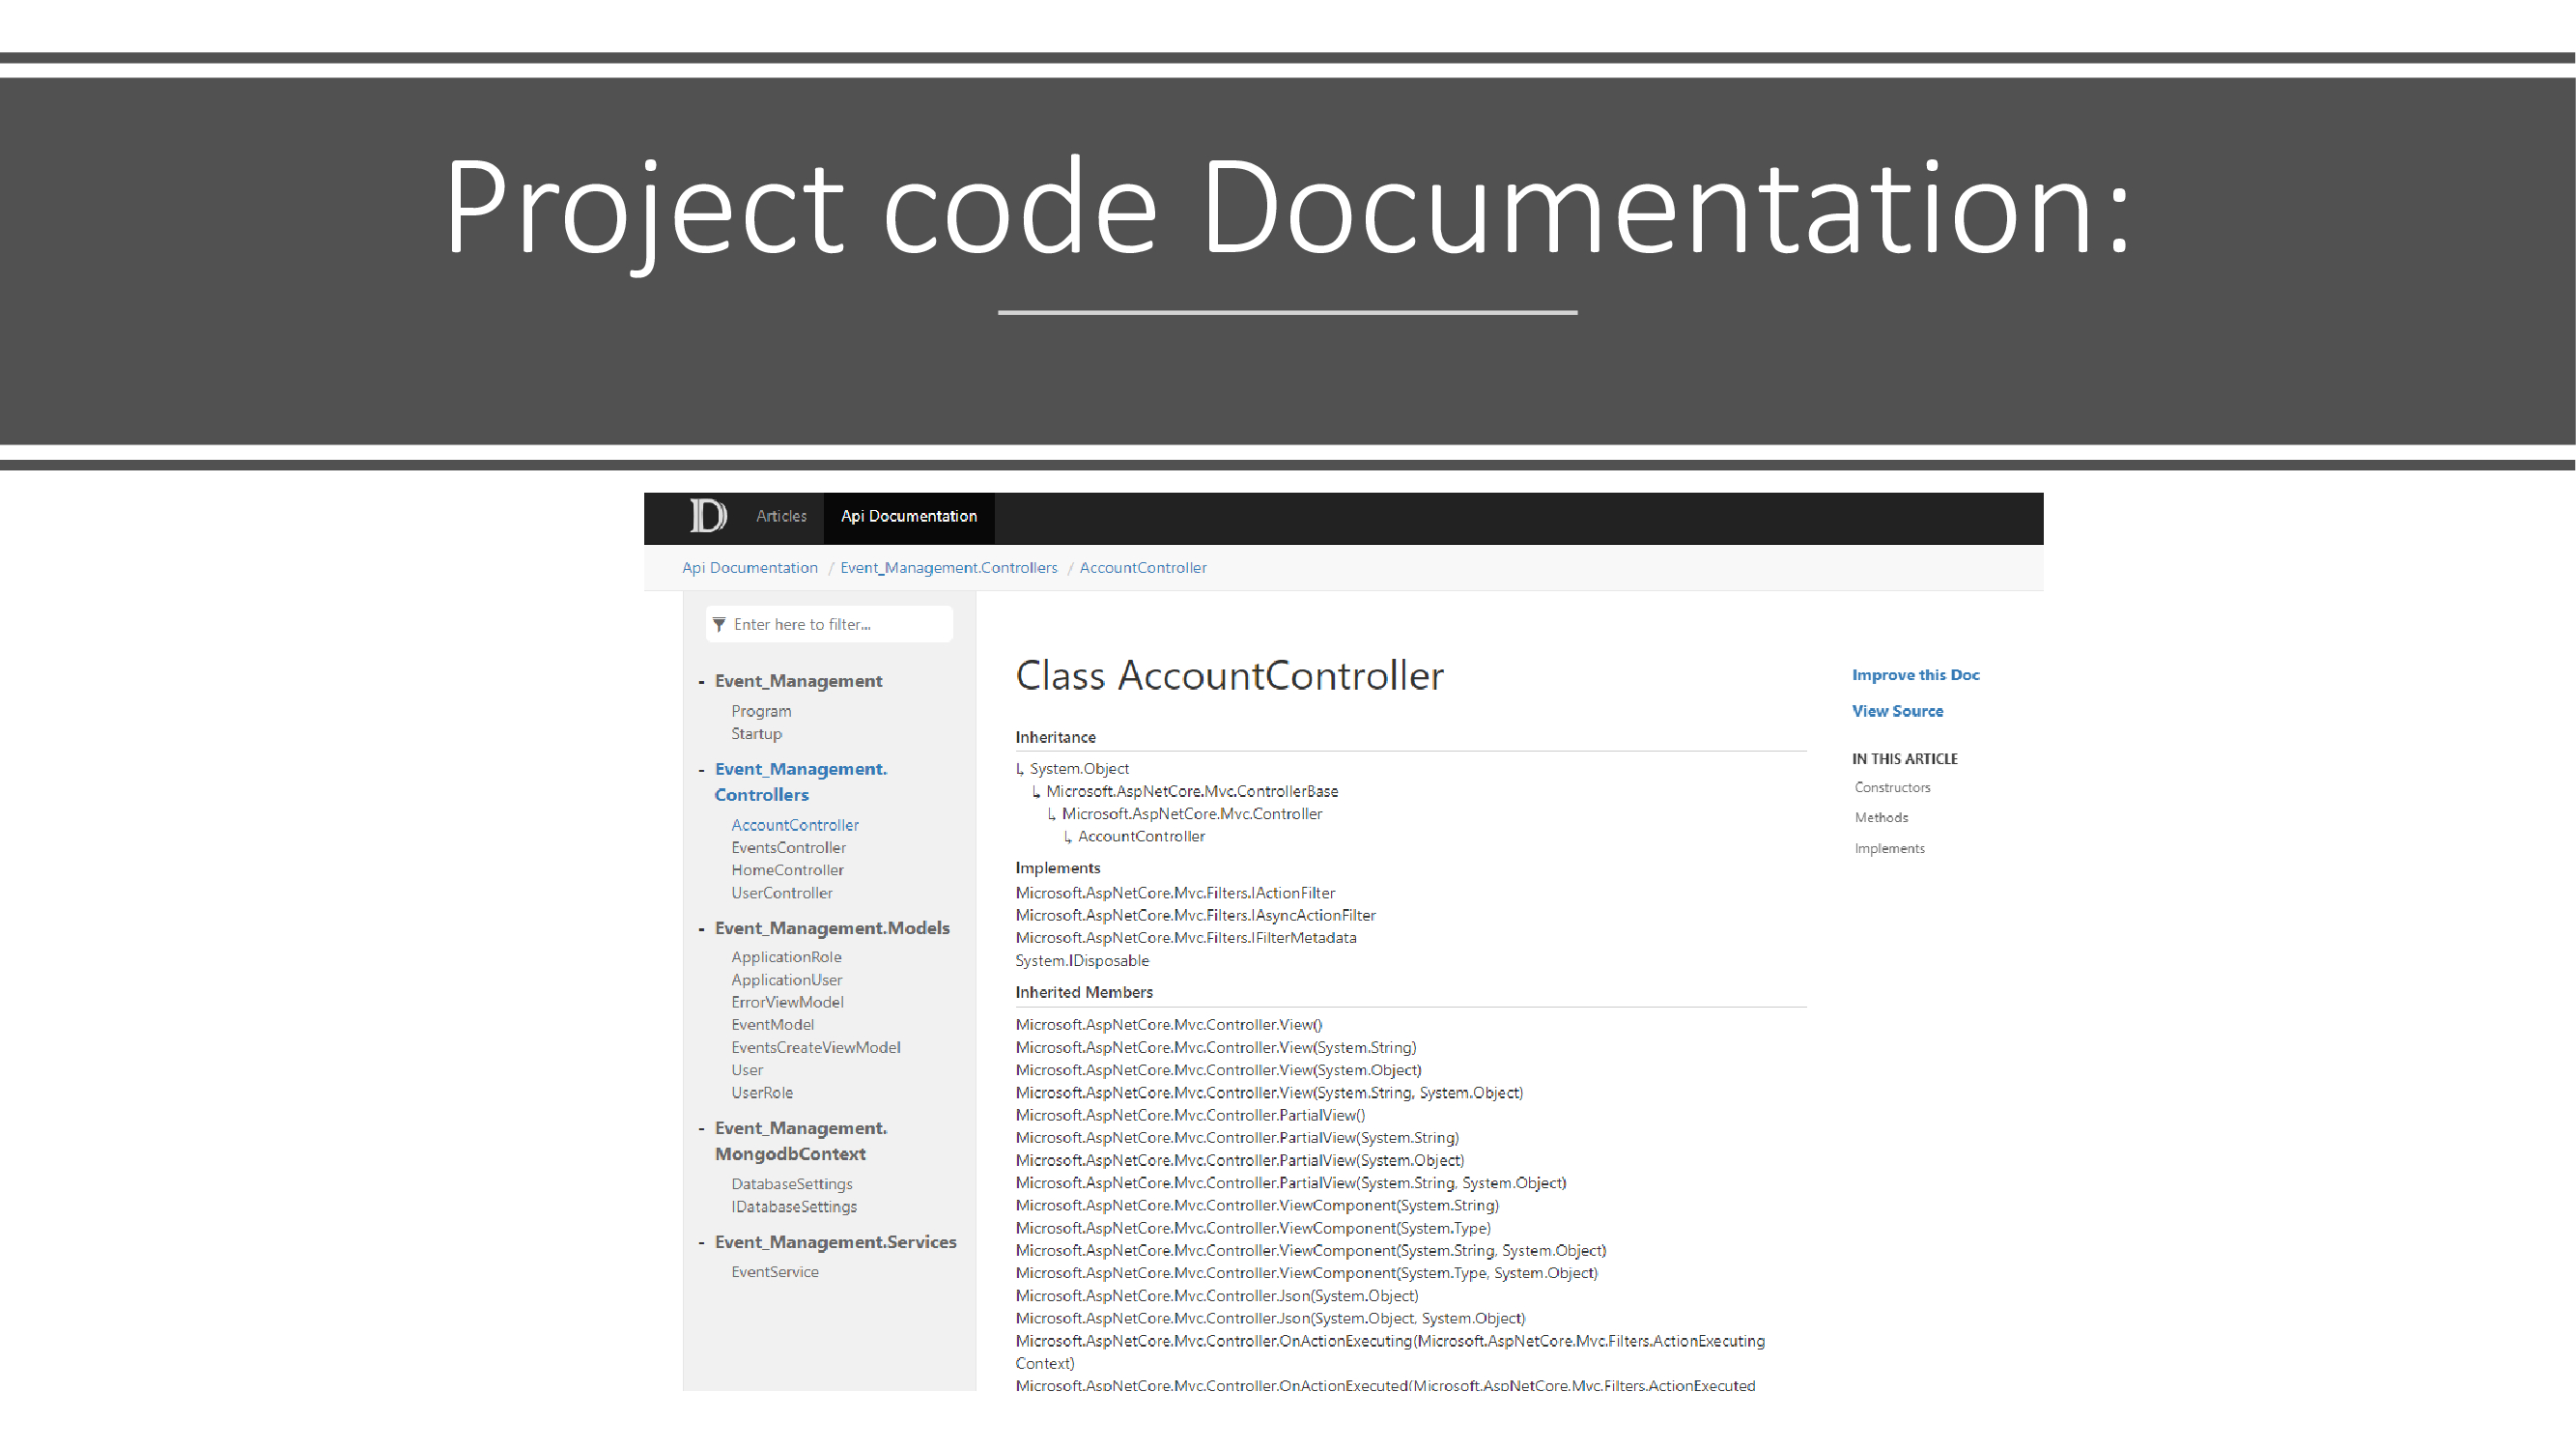 Project code Documentation:
Articles
Api Documentation
Api Documentation / Event_Management.Controllers / AccountController
Enter here to filter...
- Event_Management
Program
Startup
- Event_Management.
Controllers
AccountController
EventsController
HomeController
UserController
- Event_Management.Models
ApplicationRole
ApplicationUser
ErrorViewModel
EventModel
EventsCreateViewModel
User
UserRole
- Event_Management.
MongodbContext
DatabaseSettings
IDatabaseSettings
- Event_Management.Services
EventService
Class AccountController
Inheritance
↳ System.Object
↳ Microsoft.AspNetCore.Mvc.ControllerBase
↳ Microsoft.AspNetCore.Mvc.Controller
↳ AccountController
Implements
Microsoft.AspNetCore.Mvc.Filters.IActionFilter
Microsoft.AspNetCore.Mvc.Filters.IAsyncActionFilter
Microsoft.AspNetCore.Mvc.Filters.IFilterMetadata
System.IDisposable
Inherited Members
Microsoft.AspNetCore.Mvc.Controller.View()
Microsoft.AspNetCore.Mvc.Controller.View(System.String)
Microsoft.AspNetCore.Mvc.Controller.View(System.Object)
Microsoft.AspNetCore.Mvc.Controller.View(System.String, System.Object)
Microsoft.AspNetCore.Mvc.Controller.PartialView()
Microsoft.AspNetCore.Mvc.Controller.PartialView(System.String)
Microsoft.AspNetCore.Mvc.Controller.PartialView(System.Object)
Microsoft.AspNetCore.Mvc.Controller.PartialView(System.String, System.Object)
Microsoft.AspNetCore.Mvc.Controller.ViewComponent(System.String)
Microsoft.AspNetCore.Mvc.Controller.ViewComponent(System.Type)
Microsoft.AspNetCore.Mvc.Controller.ViewComponent(System.String, System.Object)
Microsoft.AspNetCore.Mvc.Controller.ViewComponent(System.Type, System.Object)
Microsoft.AspNetCore.Mvc.Controller.Json(System.Object)
Microsoft.AspNetCore.Mvc.Controller.Json(System.Object, System.Object)
Microsoft.AspNetCore.Mvc.Controller.OnActionExecuting(Microsoft.AspNetCore.Mvc.Filters.ActionExecuting
Context)
Microsoft.AspNetCore.Mvc.Controller.OnActionExecuted(Microsoft.AspNetCore.Mvc.Filters.ActionExecuted
Improve this Doc
View Source
IN THIS ARTICLE
Constructors
Methods
Implements